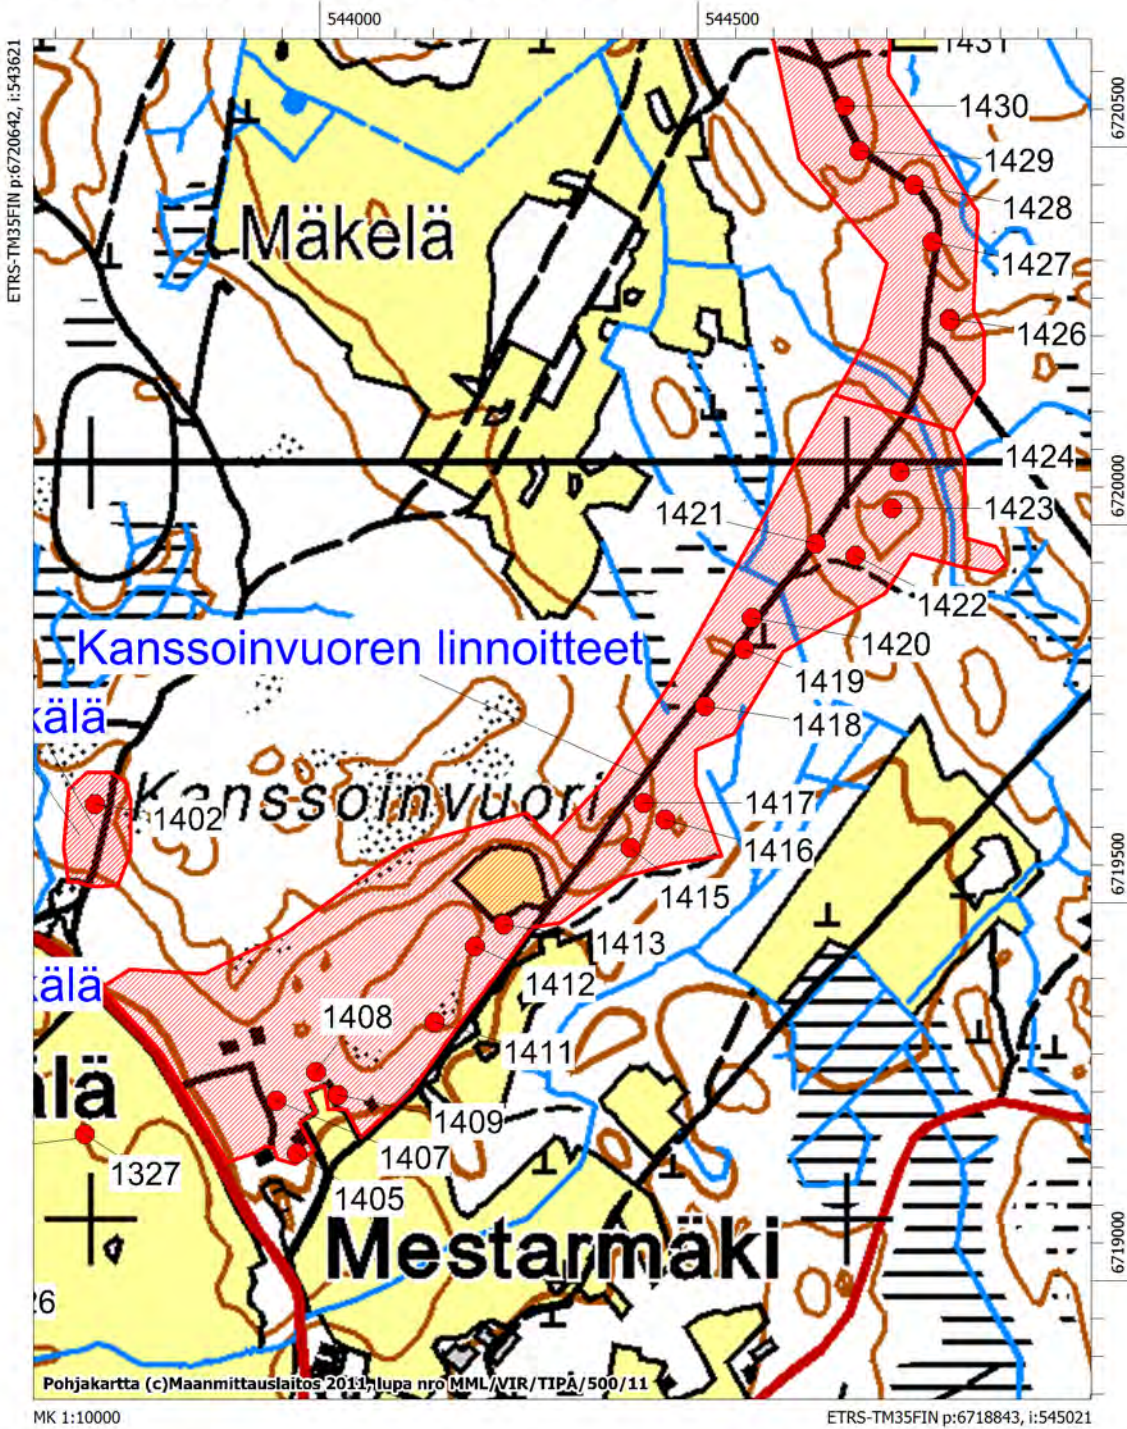 544000
544500
ETRS-TM35FIN p:6720642, i:543621
6720500
1431
1430
1429
1428
Mäkelä
1427
1426
1424
6720000
1421
1423
1422
Kanssoinvuoren linnoitteet
1420
1419
kälä
1418
Kanssoinvuori
1402
1417
1416
6719500
1415
1413
kälä
1412
1408
1411
älä
1409
1407
1327
1405
6719000
Mestarmäki
26
Pohjakartta (c)Maanmittauslaitos 2011, lupa nro MML/VIR/TIPA/500/11
MK 1:10000
ETRS-TM35FIN p:6718843, i:545021